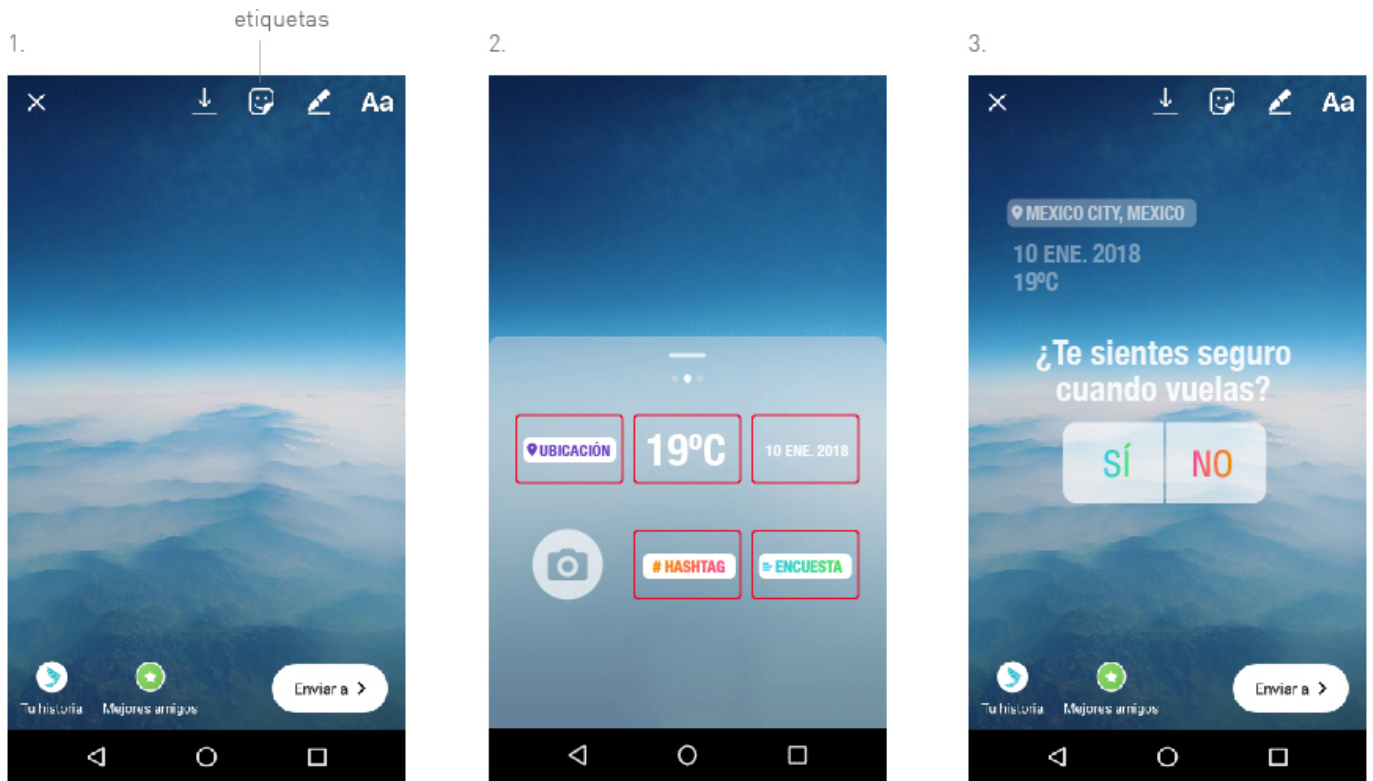 etiquetas
1.
Aa
Tu historia
Mejores amigos
Enviar a >
2.
UBICACIÓN
19ºC
10 ENE. 2018
# HASHTAG
ENCUESTA
3.
Aa
MEXICO CITY, MEXICO
10 ENE. 2018
19ºC
¿Te sientes seguro
cuando vuelas?
SÍ
NO
Tu historia
Mejores amigos
Enviar a >